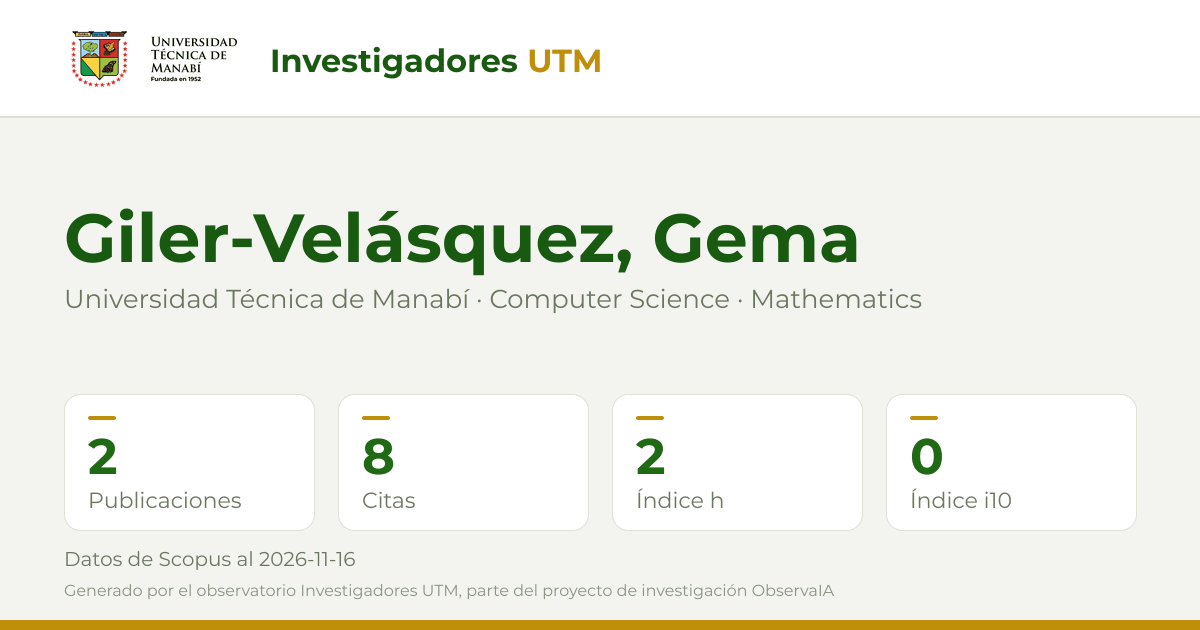 UNIVERSIDAD
TÉCNICA DE
MANABÍ
Fundada en 1952
Investigadores UTM
Giler-Velásquez, Gema
Universidad Técnica de Manabí · Computer Science · Mathematics
2
Publicaciones
8
Citas
2
Índice h
0
Índice i10
Datos de Scopus al 2026-11-16
Generado por el observatorio Investigadores UTM, parte del proyecto de investigación ObservaIA